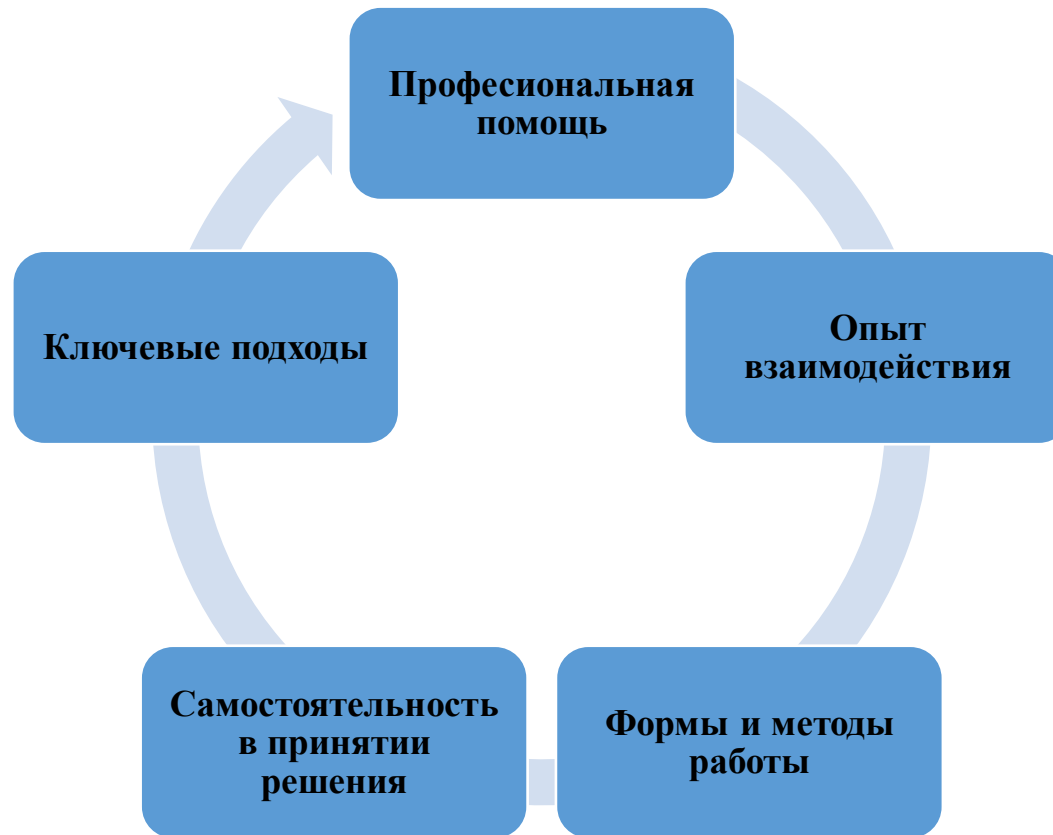 Професиональная
помощь
Опыт
взаимодействия
Формы и методы
работы
Самостоятельность
в принятии
решения
Ключевые подходы